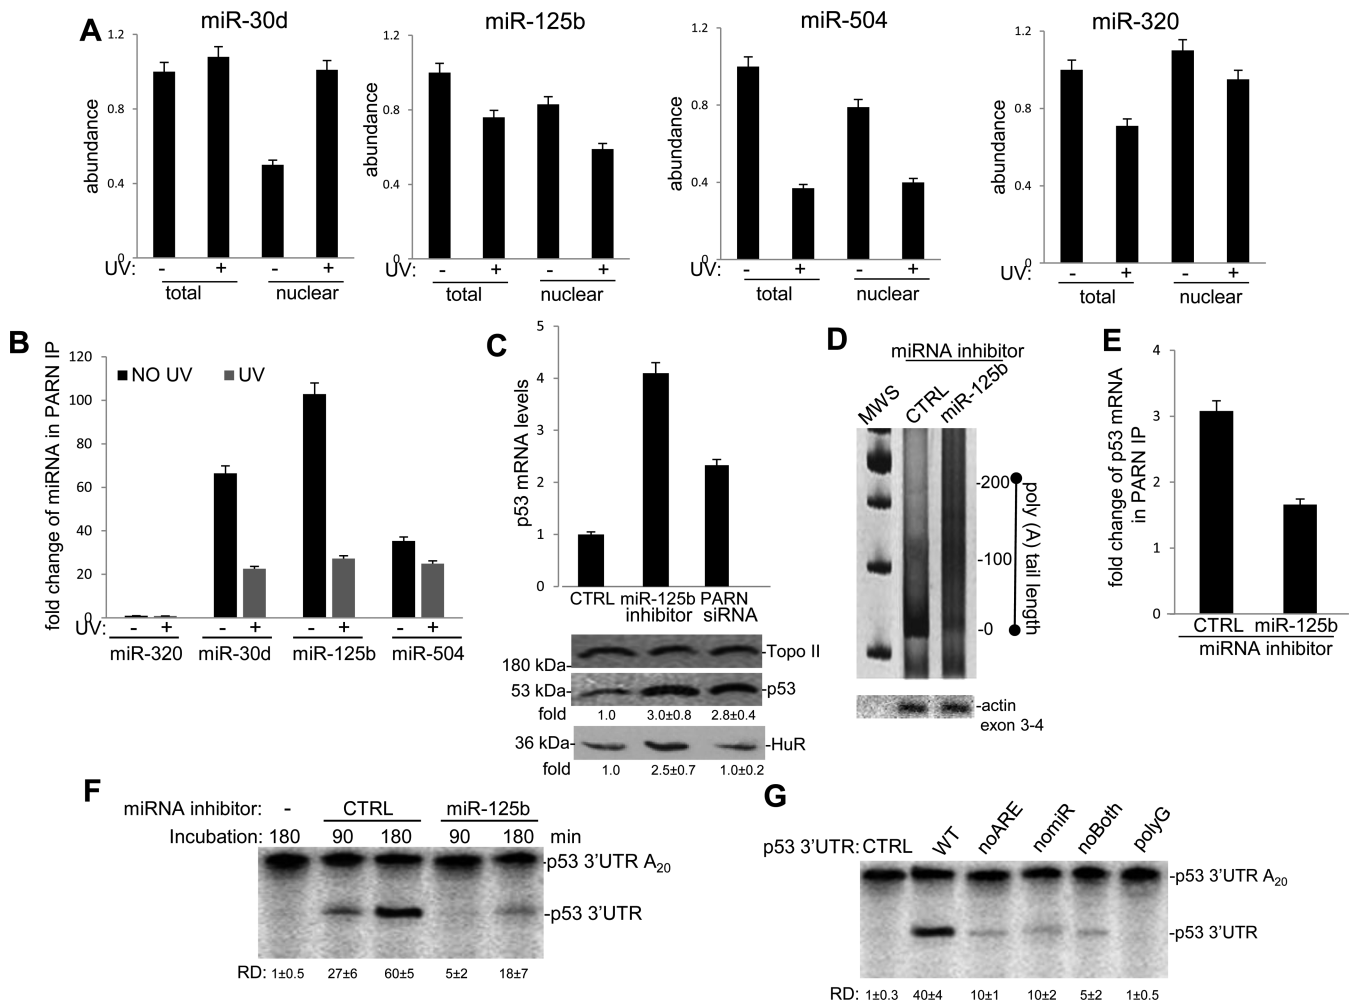 A
miR-30d
miR-125b
miR-504
miR-320
abundance
1.2
0.8
0.4
0
UV:
- + - +
total nuclear
abundance
1.2
0.8
0.4
0
- + - +
total nuclear
abundance
1.2
0.8
0.4
0
UV:
- + - +
total nuclear
abundance
1.2
0.8
0.4
0
UV:
- + - +
total nuclear
B
fold change of miRNA in PARN IP
120
100
80
60
40
20
0
NO UV UV
UV: - + - + - + - +
miR-320 miR-30d miR-125b miR-504
C
p53 mRNA levels
5
4
3
2
1
0
CTRL miR-125b inhibitor PARN siRNA
180 kDa- -Topo II
53 kDa- -p53
fold 1.0 3.0±0.8 2.8±0.4
36 kDa- -HuR
fold 1.0 2.5±0.7 1.0±0.2
D
miRNA inhibitor
MWS CTRL miR-125b
-200
-100
-0
poly (A) tail length
-actin
exon 3-4
E
fold change of p53 mRNA
in PARN IP
4
3
2
1
0
CTRL miR-125b
miRNA inhibitor
F
miRNA inhibitor: - CTRL miR-125b
Incubation: 180 90 180 90 180 min
-p53 3'UTR A20
-p53 3'UTR
RD: 1±0.5 27±6 60±5 5±2 18±7
G
p53 3'UTR: CTRL WT noARE nomiR noBoth polyG
-p53 3'UTR A20
-p53 3'UTR
RD: 1±0.3 40±4 10±1 10±2 5±2 1±0.5